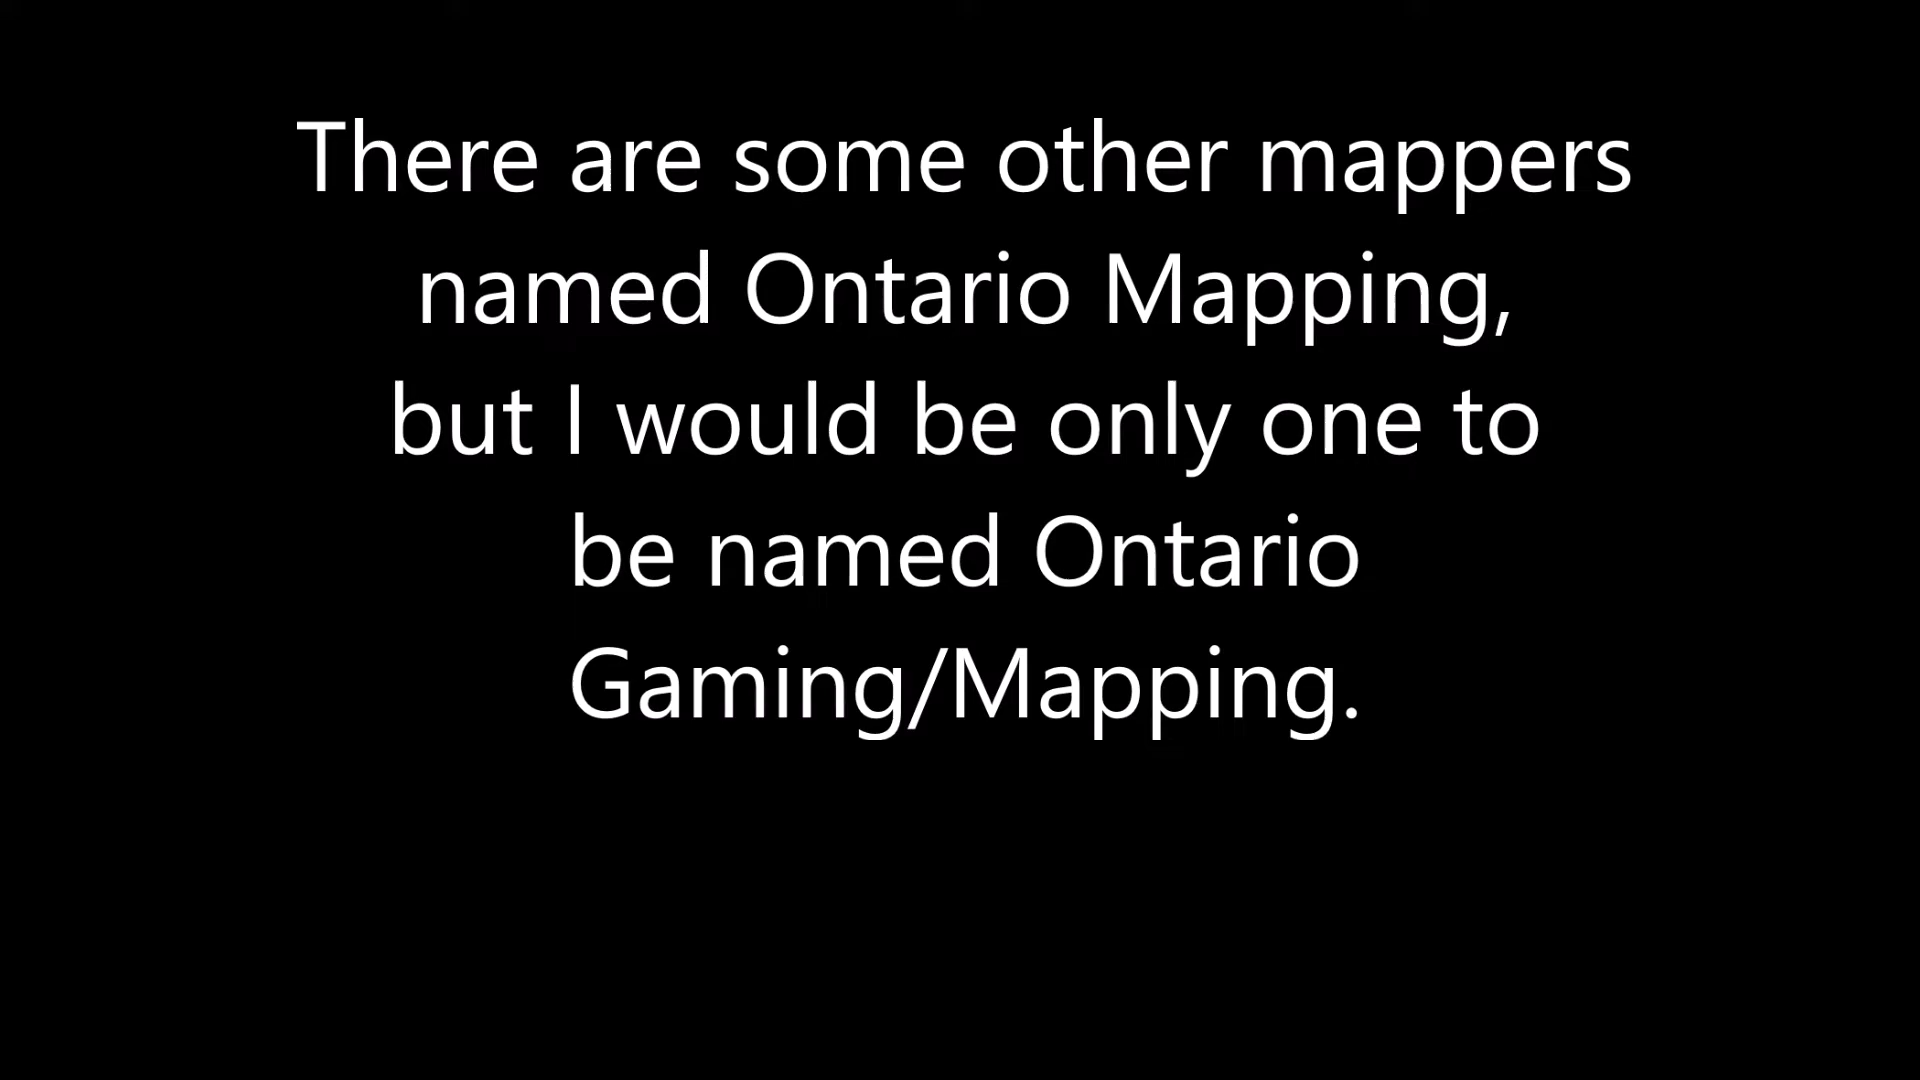 There are some other mappers
named Ontario Mapping,
but I would be only one to
be named Ontario
Gaming/Mapping.